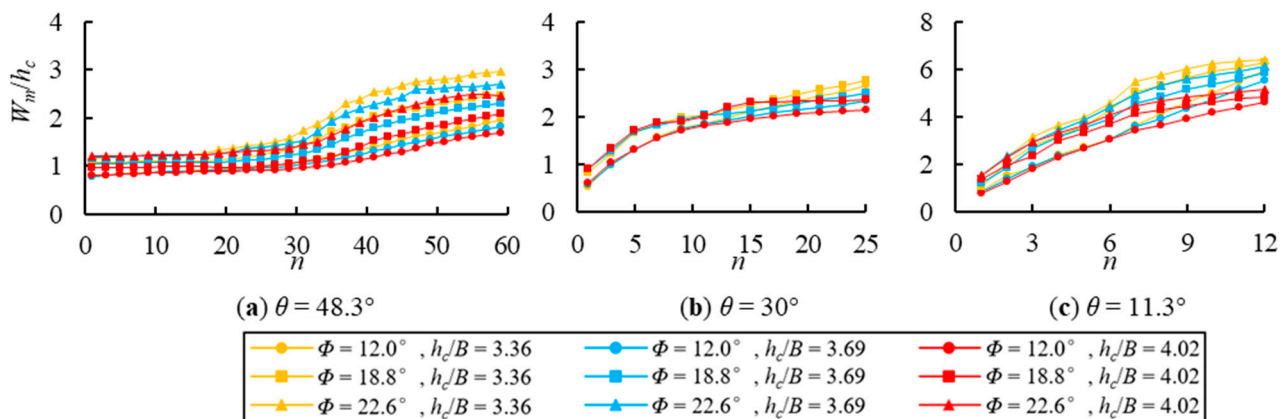 4 4 8
3 3 6
W_m/h_c 2 2 4
1 1 2
0 0 0
0 10 20 30 40 50 60 0 5 10 15 20 25 0 3 6 9 12
n n n
(a) θ = 48.3° (b) θ = 30° (c) θ = 11.3°
Φ = 12.0° , h_c/B = 3.36 Φ = 12.0° , h_c/B = 3.69 Φ = 12.0° , h_c/B = 4.02
Φ = 18.8° , h_c/B = 3.36 Φ = 18.8° , h_c/B = 3.69 Φ = 18.8° , h_c/B = 4.02
Φ = 22.6° , h_c/B = 3.36 Φ = 22.6° , h_c/B = 3.69 Φ = 22.6° , h_c/B = 4.02